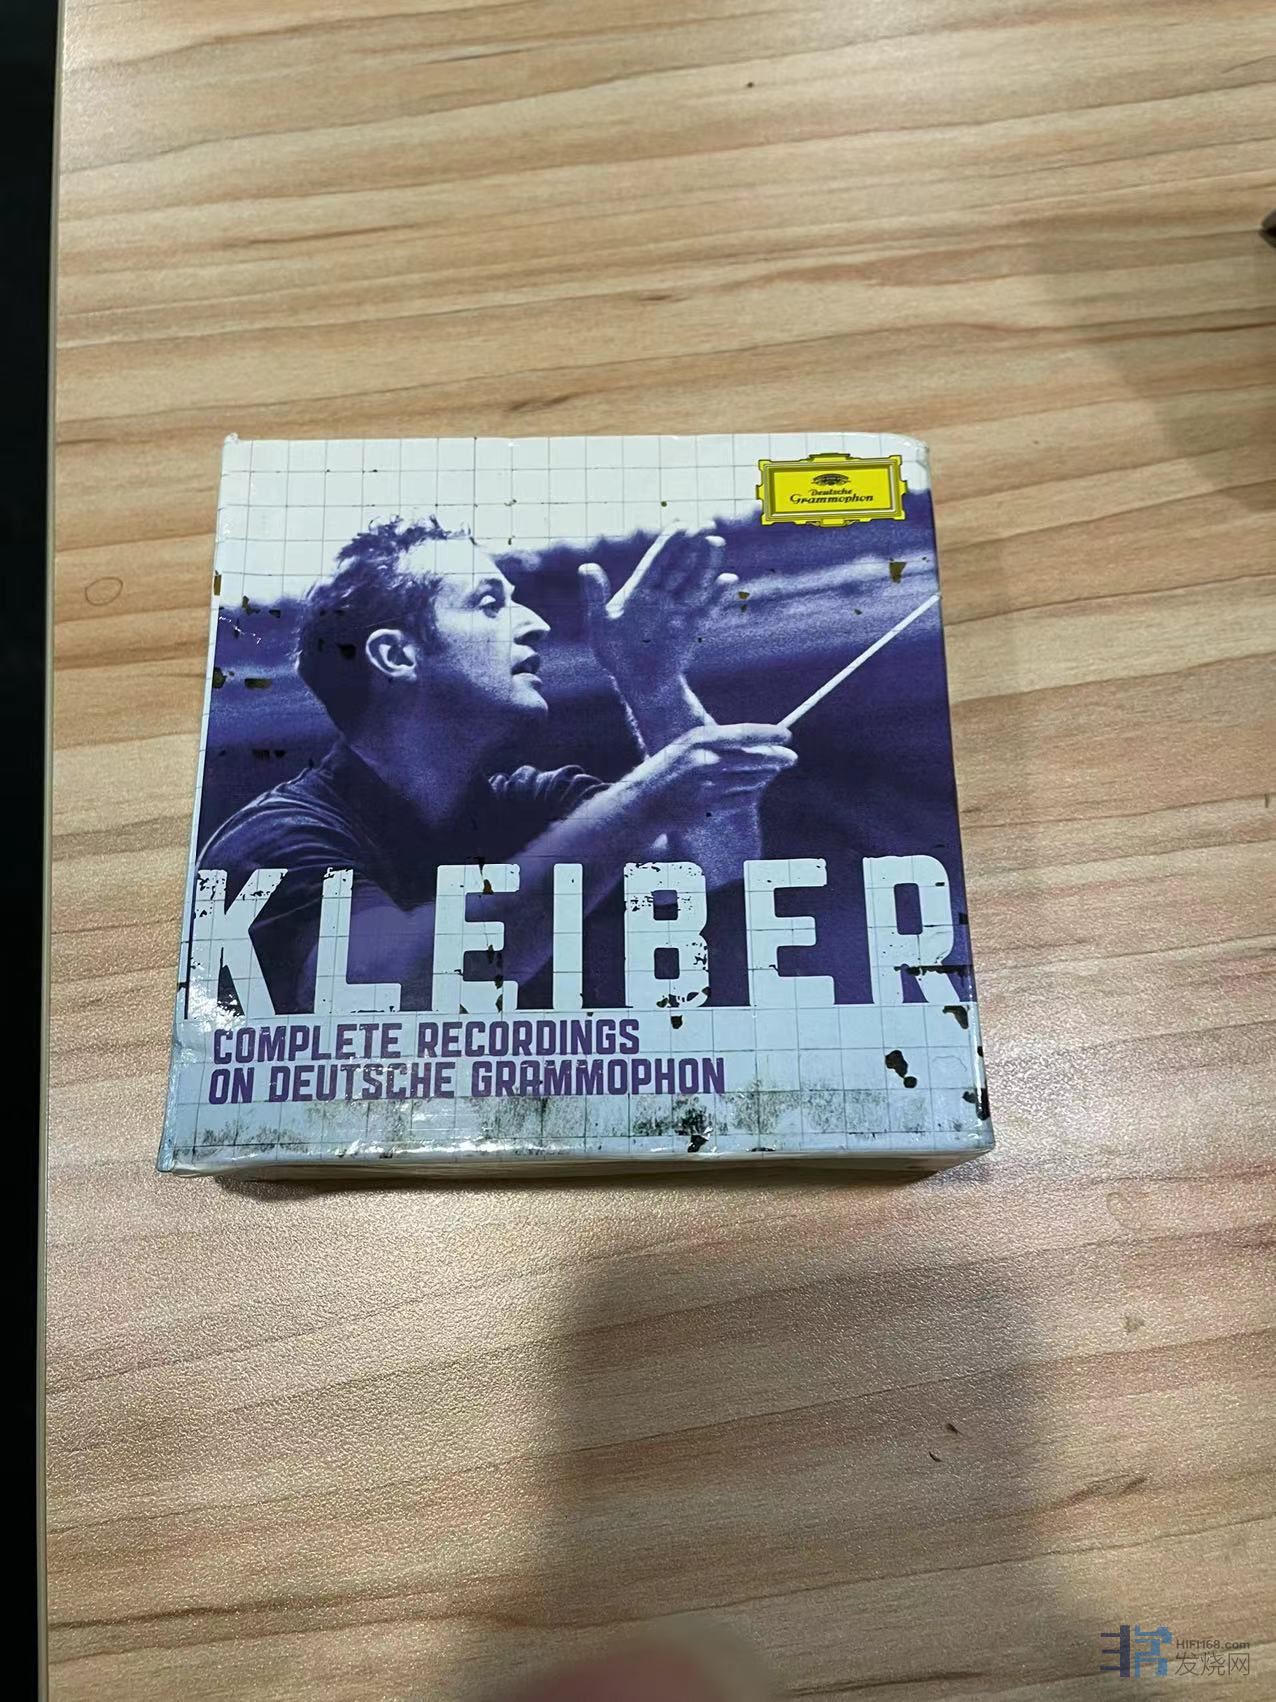 Deutsche
Grammophon
KLEIBER
COMPLETE RECORDINGS
ON DEUTSCHE GRAMMOPHON
HIFI168.com
发烧网